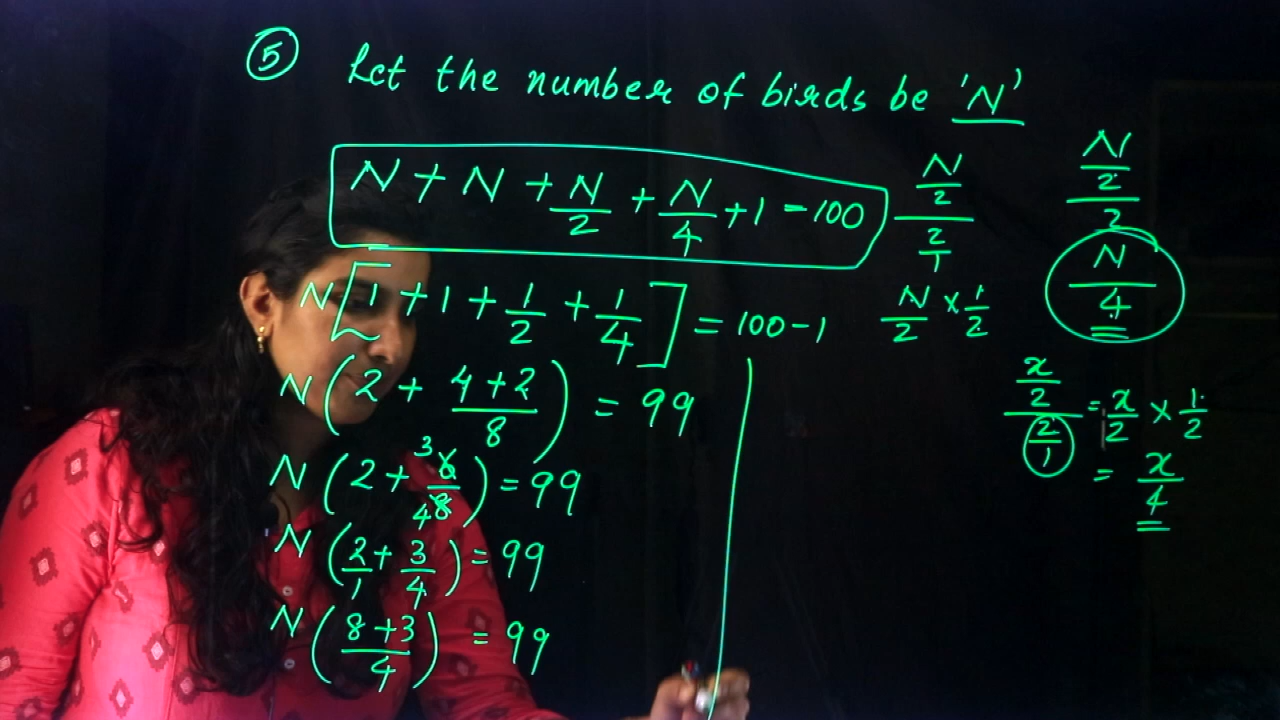 ⑤ Let the number of birds be 'N'
N + N + N/2 + N/4 + 1 = 100
N[1 + 1 + 1/2 + 1/4] = 100 - 1
N(2 + (4+2)/8) = 99
N(2 + 6/8) = 99
3
4
N(2/1 + 3/4) = 99
N((8+3)/4) = 99
(N/2)/(2/1)
N/2 × 1/2
(N/2)/2
N/4
(x/2)/(2/1) = x/2 × 1/2
= x/4